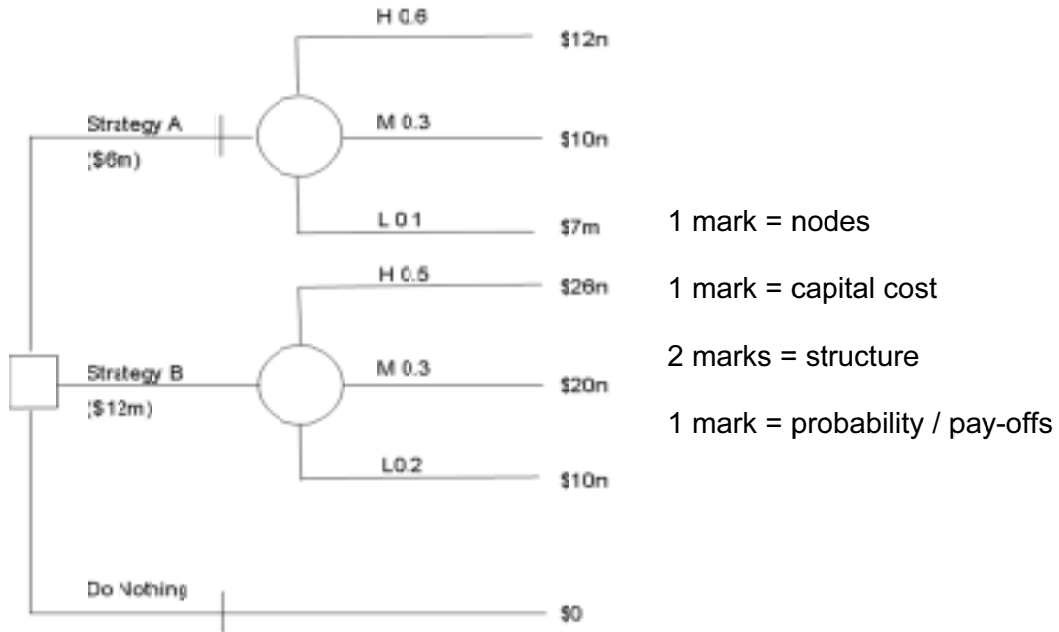 H 0.6
$12m
Strategy A
($6m)
M 0.3
$10m
L 0.1
$7m
1 mark = nodes
H 0.5
$26m
1 mark = capital cost
2 marks = structure
Strategy B
($12m)
M 0.3
$20m
1 mark = probability / pay-offs
L0.2
$10m
Do Nothing
$0